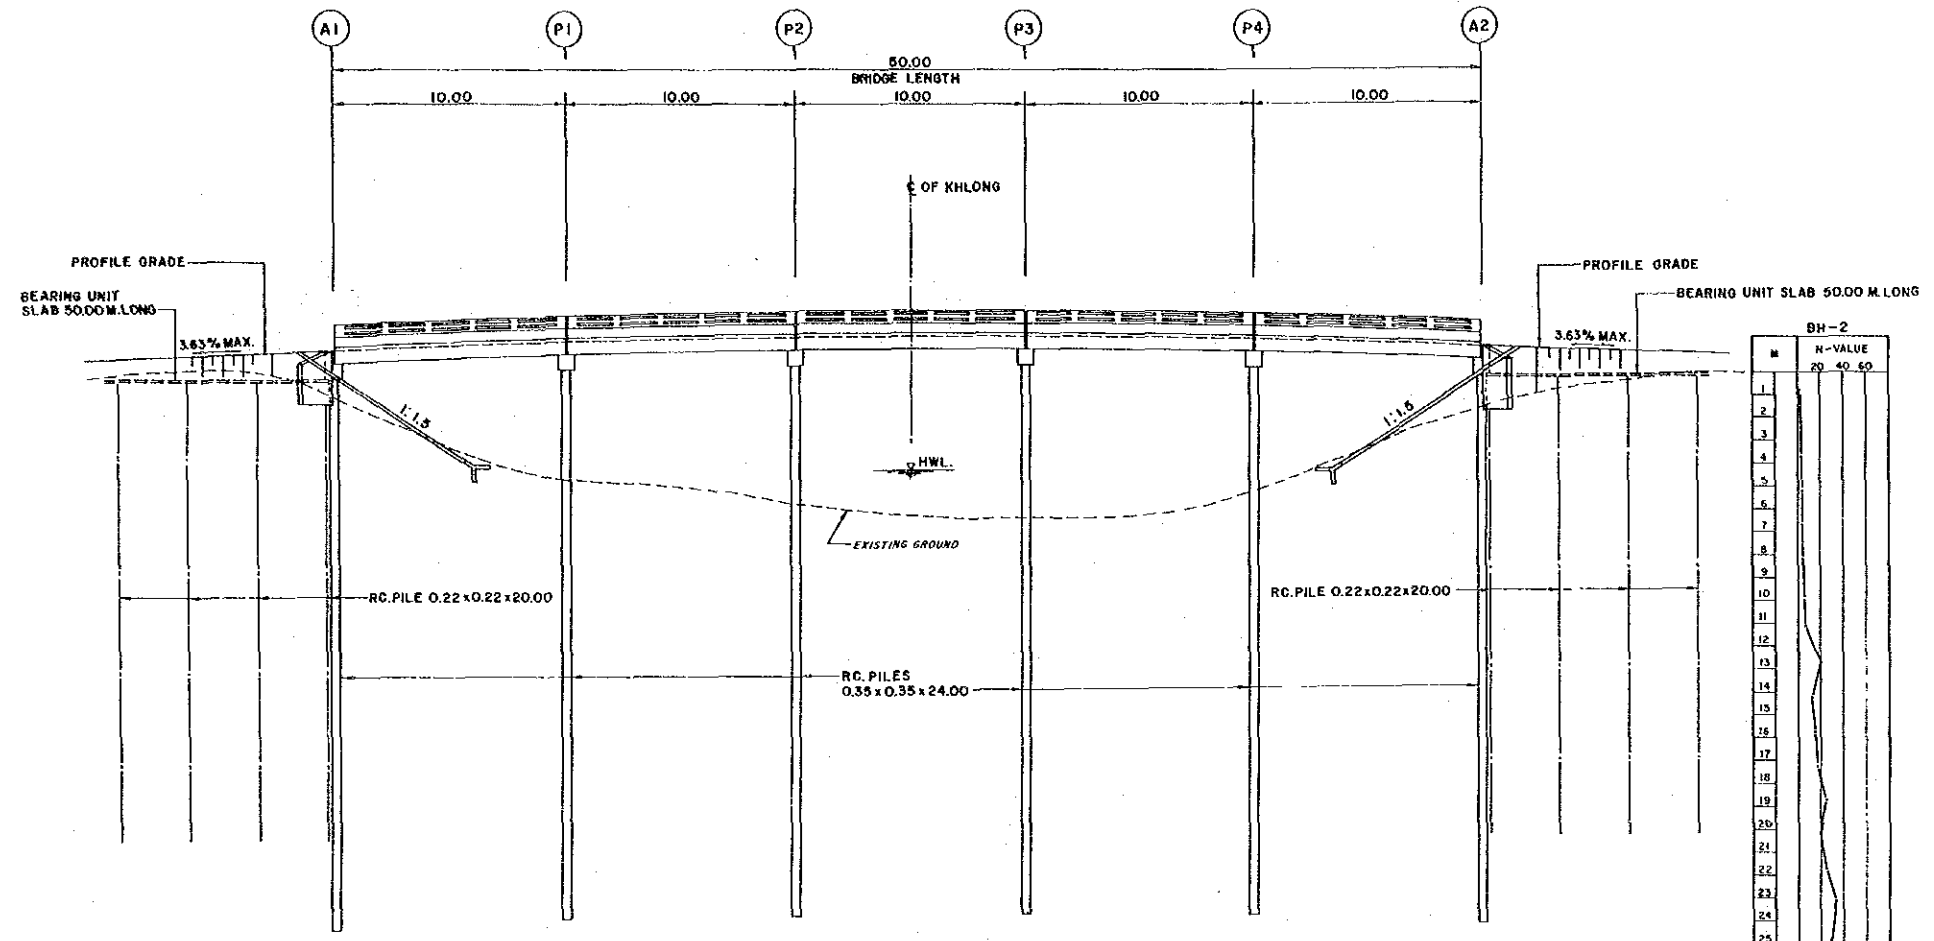 A1 P1 P2 P3 P4 A2
50.00
BRIDGE LENGTH
10.00 10.00 10.00 10.00 10.00
℄ OF KHLONG
PROFILE GRADE
BEARING UNIT
SLAB 50.00 M.LONG
3.63% MAX.
PROFILE GRADE
BEARING UNIT SLAB 50.00 M.LONG
3.63% MAX.
1:1.5
1:1.5
HWL.
EXISTING GROUND
RC.PILE 0.22x0.22x20.00
RC.PILE 0.22x0.22x20.00
RC.PILES
0.35x0.35x24.00
BH-2
M N-VALUE
20 40 60
1
2
3
4
5
6
7
8
9
10
11
12
13
14
15
16
17
18
19
20
21
22
23
24
25